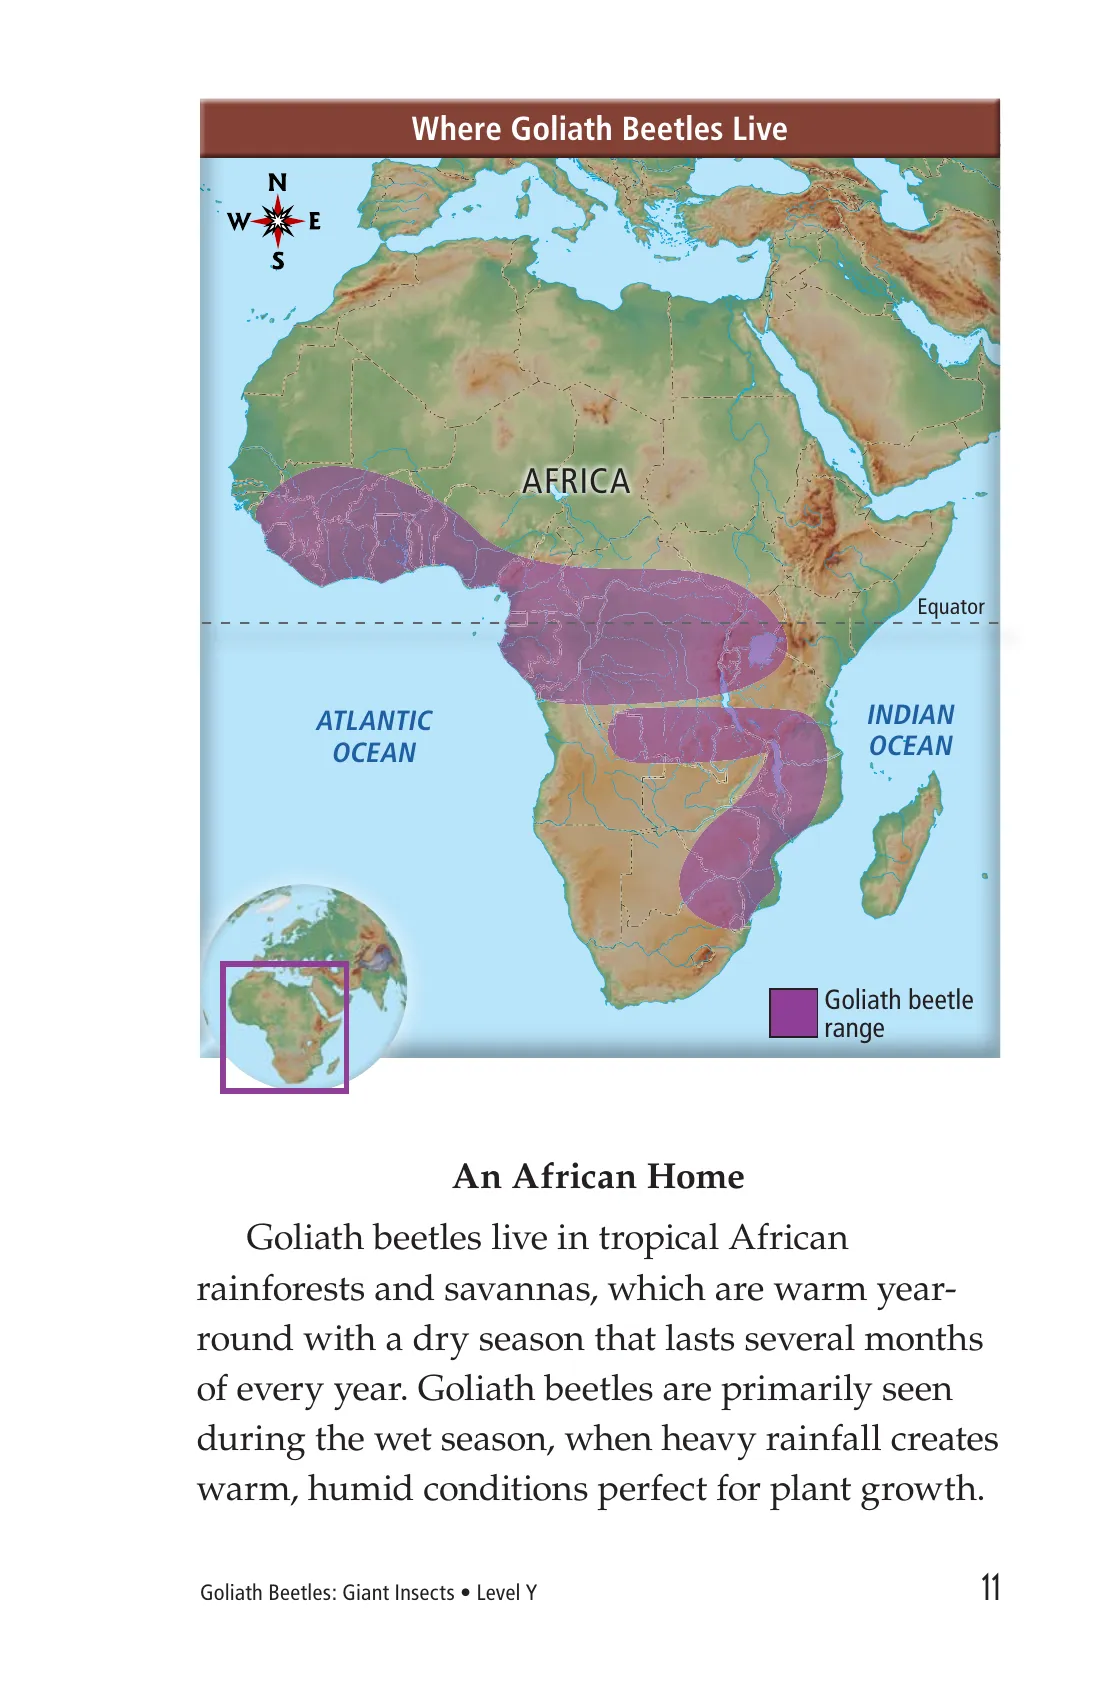 Where Goliath Beetles Live
N
W E
S
AFRICA
Equator
ATLANTIC
OCEAN
INDIAN
OCEAN
Goliath beetle
range
An African Home
Goliath beetles live in tropical African
rainforests and savannas, which are warm year-
round with a dry season that lasts several months
of every year. Goliath beetles are primarily seen
during the wet season, when heavy rainfall creates
warm, humid conditions perfect for plant growth.
Goliath Beetles: Giant Insects • Level Y
11